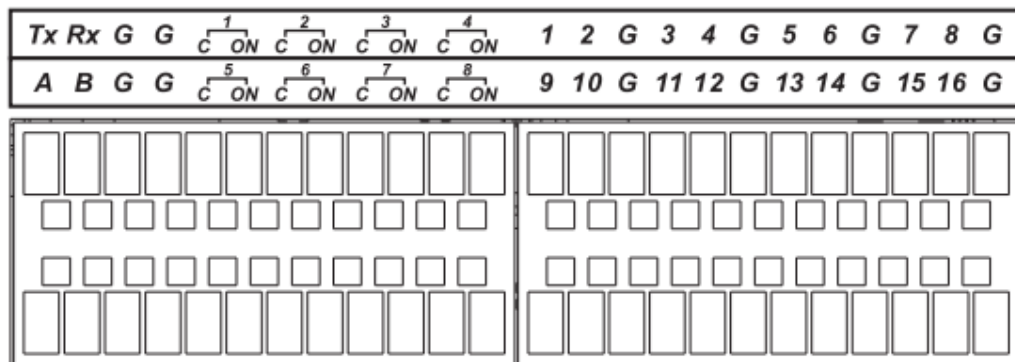 1 2 3 4
Tx Rx G G C ON C ON C ON C ON 1 2 G 3 4 G 5 6 G 7 8 G
5 6 7 8
A B G G C ON C ON C ON C ON 9 10 G 11 12 G 13 14 G 15 16 G